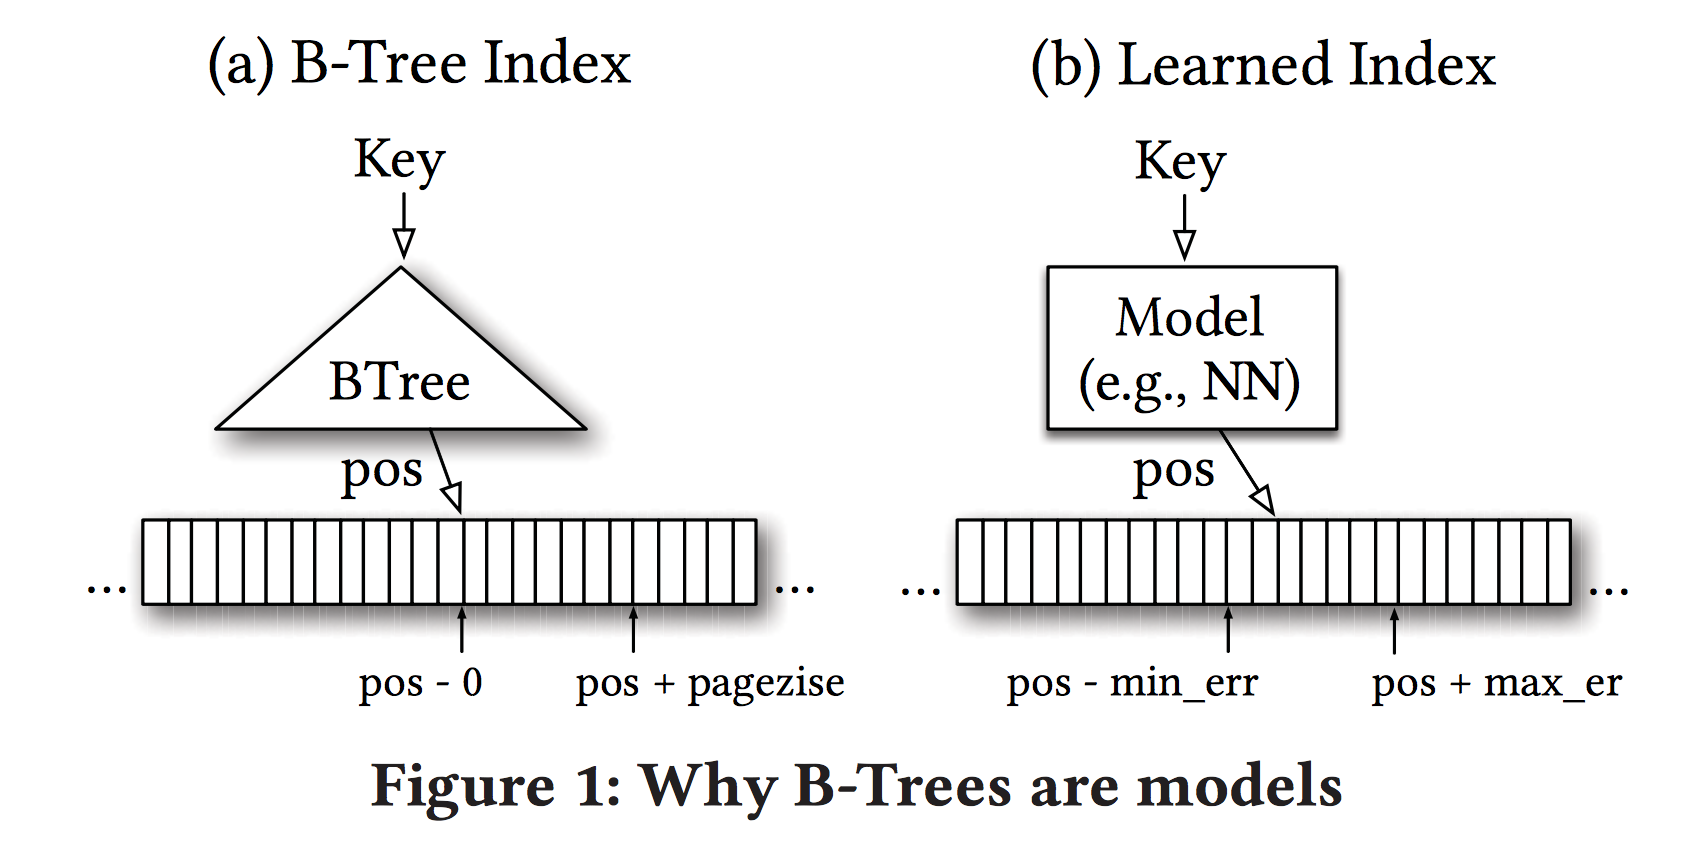 (a) B-Tree Index
Key
BTree
pos
...
...
pos - 0
pos + pagezise
(b) Learned Index
Key
Model
(e.g., NN)
pos
...
...
pos - min_err
pos + max_er
Figure 1: Why B-Trees are models